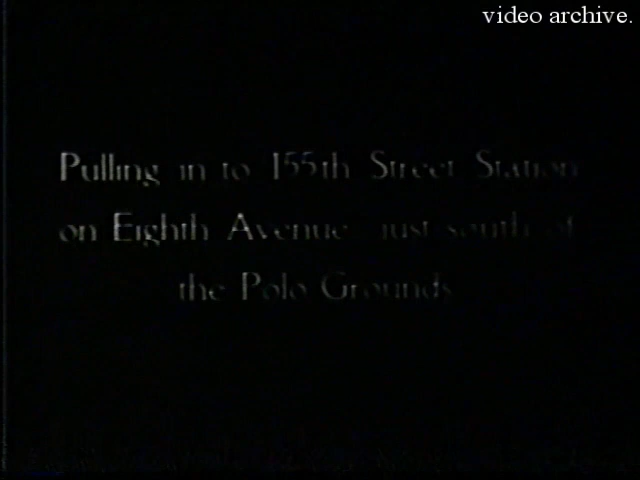 video archive.
Pulling in to 155th Street Station
on Eighth Avenue just south of
the Polo Grounds